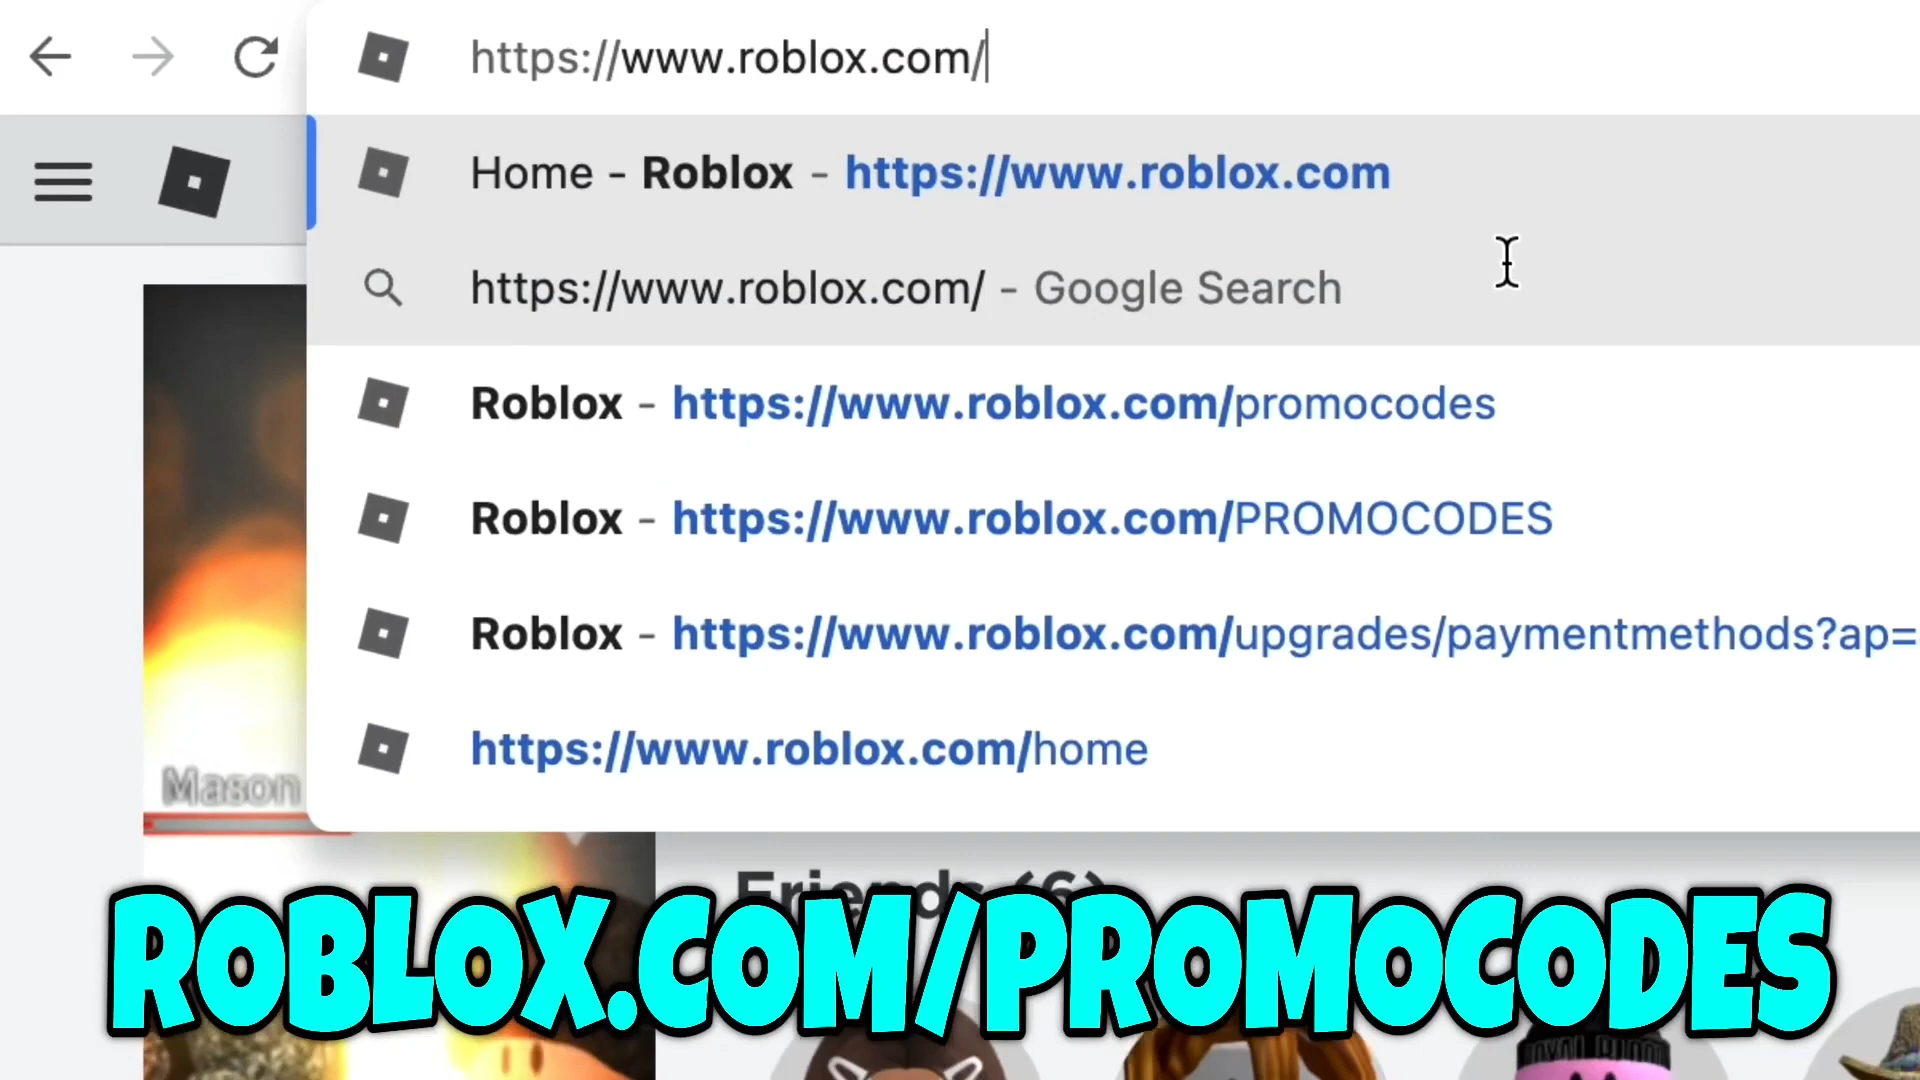 https://www.roblox.com/
Home - Roblox - https://www.roblox.com
https://www.roblox.com/ - Google Search
Roblox - https://www.roblox.com/promocodes
Roblox - https://www.roblox.com/PROMOCODES
Roblox - https://www.roblox.com/upgrades/paymentmethods?ap=
https://www.roblox.com/home
Mason
Friends (6)
ROBLOX.COM/PROMOCODES